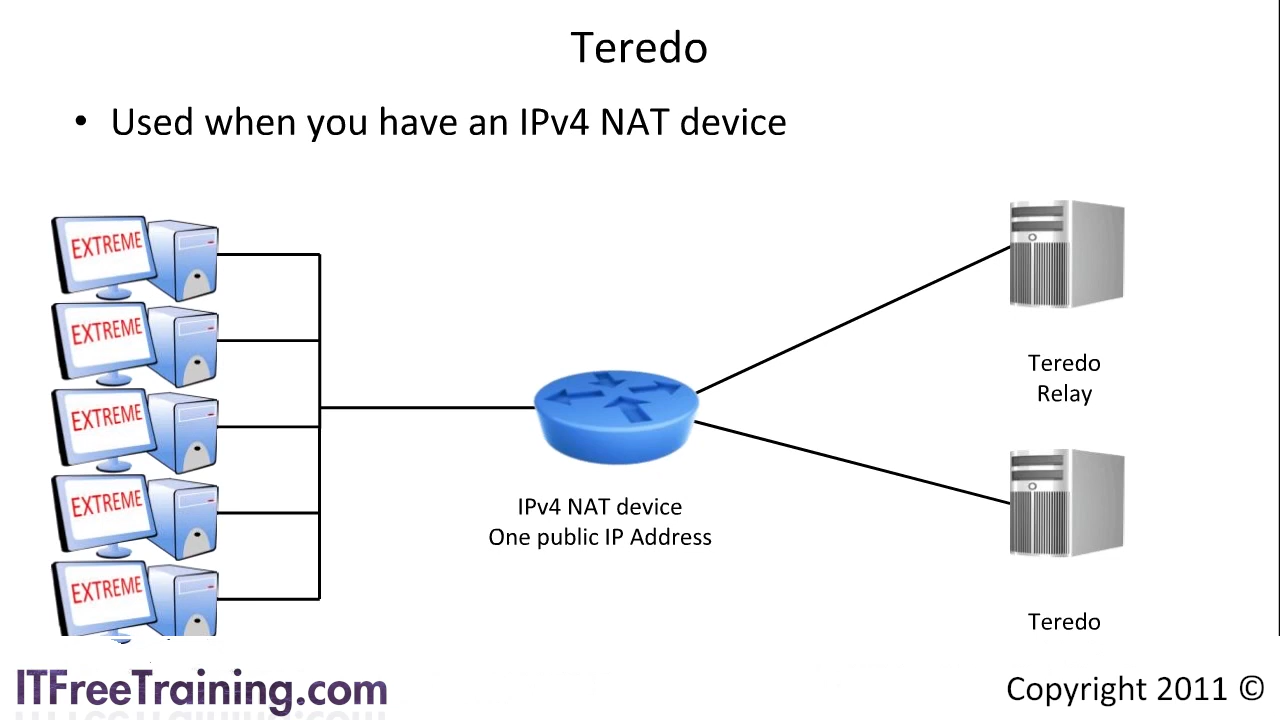 Teredo
• Used when you have an IPv4 NAT device
EXTREME
EXTREME
EXTREME
EXTREME
EXTREME
Teredo
Relay
IPv4 NAT device
One public IP Address
Teredo
ITFreeTraining.com
Copyright 2011 ©